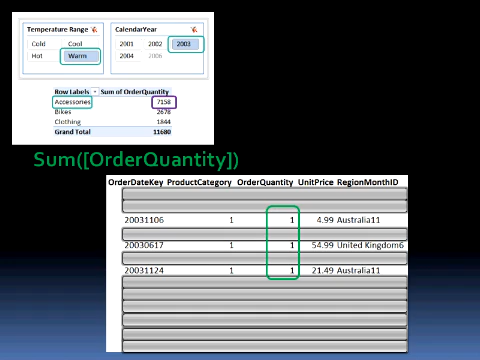 Temperature Range CalendarYear
Cold Cool 2001 2002 2003
Hot Warm 2004 2006
Row Labels Sum of OrderQuantity
Accessories 7158
Bikes 2678
Clothing 1844
Grand Total 11680
Sum([OrderQuantity])
OrderDateKey ProductCategory OrderQuantity UnitPrice RegionMonthID
20031106 1 1 4.99 Australia11
20030617 1 1 54.99 United Kingdom6
20031124 1 1 21.49 Australia11